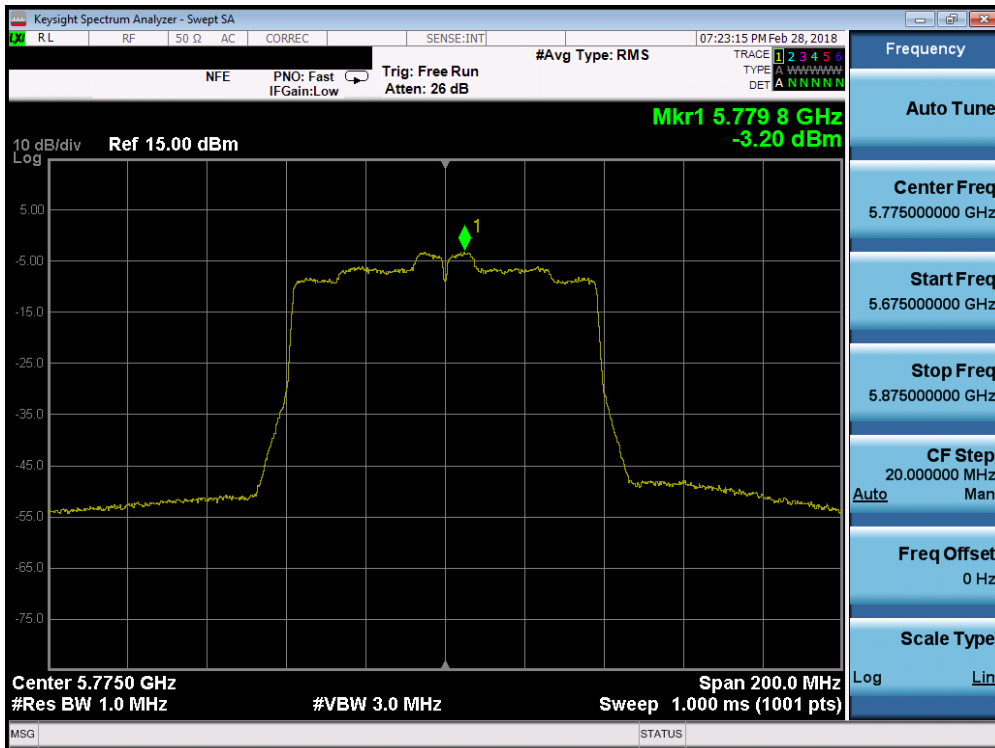 Keysight Spectrum Analyzer - Swept SA
LXI RL RF 50 Ω AC CORREC SENSE:INT 07:23:15 PM Feb 28, 2018
#Avg Type: RMS TRACE 1 2 3 4 5 6
NFE PNO: Fast Trig: Free Run TYPE A WWWWW
IFGain:Low Atten: 26 dB DET A N N N N N
Mkr1 5.779 8 GHz
-3.20 dBm
10 dB/div Ref 15.00 dBm
Log
1
5.00
-5.00
-15.0
-25.0
-35.0
-45.0
-55.0
-65.0
-75.0
Center 5.7750 GHz Span 200.0 MHz
#Res BW 1.0 MHz #VBW 3.0 MHz Sweep 1.000 ms (1001 pts)
MSG STATUS
Frequency
Auto Tune
Center Freq
5.775000000 GHz
Start Freq
5.675000000 GHz
Stop Freq
5.875000000 GHz
CF Step
20.000000 MHz
Auto Man
Freq Offset
0 Hz
Scale Type
Log Lin